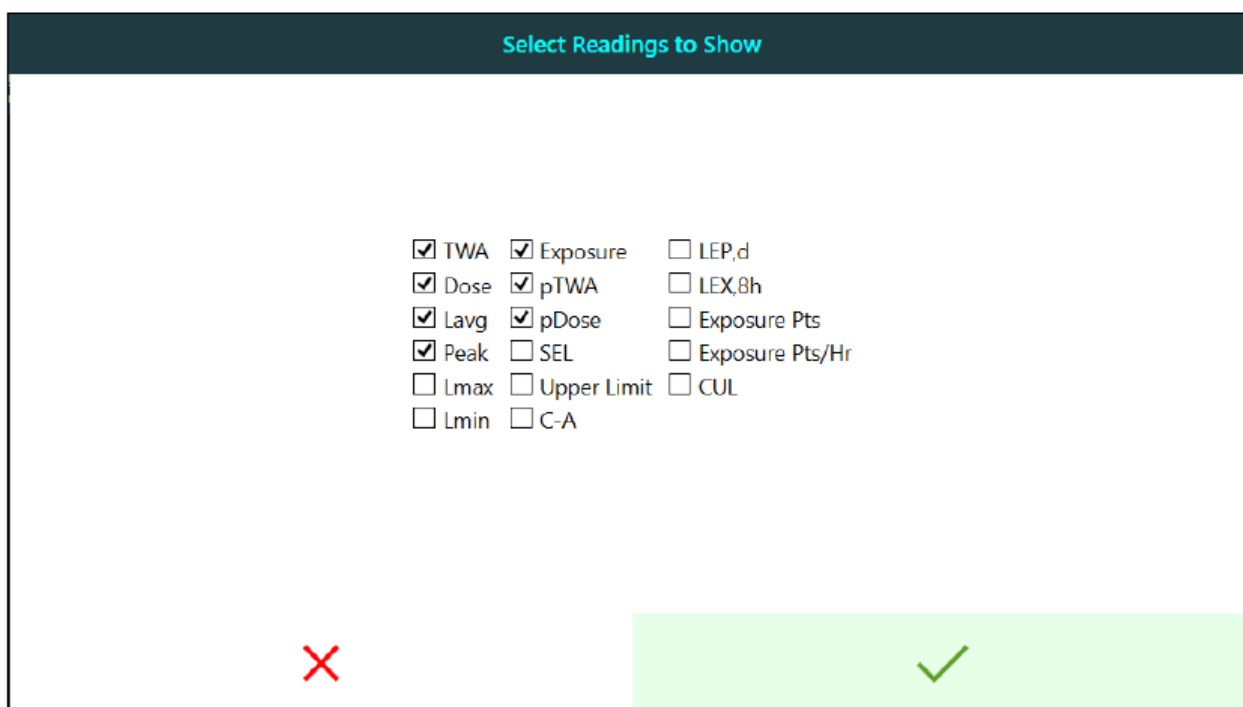 Select Readings to Show
TWA Exposure LEP,d
Dose pTWA LEX,8h
Lavg pDose Exposure Pts
Peak SEL Exposure Pts/Hr
Lmax Upper Limit CUL
Lmin C-A